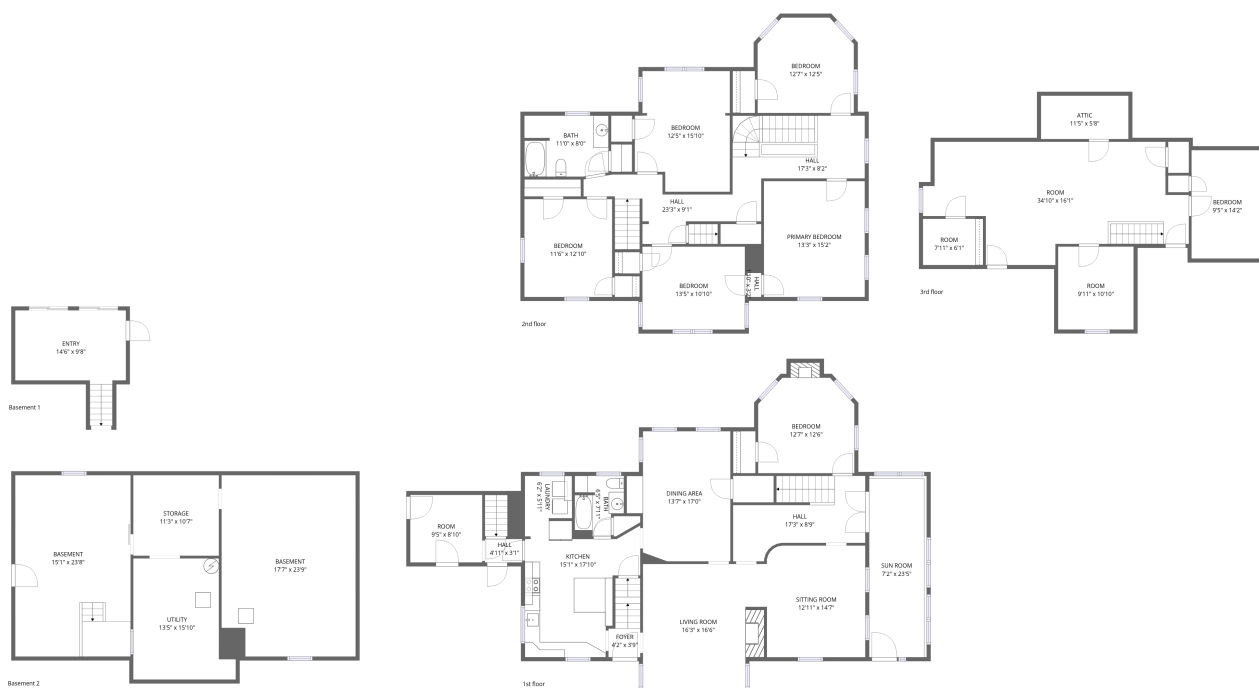 BEDROOM
12'7" x 12'5"
BEDROOM
12'5" x 15'10"
BATH
11'0" x 8'0"
HALL
17'3" x 8'2"
HALL
23'3" x 9'1"
BEDROOM
11'6" x 12'10"
PRIMARY BEDROOM
13'3" x 15'2"
BEDROOM
13'5" x 10'10"
HALL
2nd floor
ATTIC
11'5" x 5'8"
ROOM
34'10" x 16'1"
BEDROOM
9'5" x 14'2"
ROOM
7'11" x 6'1"
ROOM
9'11" x 10'10"
3rd floor
ENTRY
14'6" x 9'8"
Basement 1
BASEMENT
15'1" x 23'8"
STORAGE
11'3" x 10'7"
BASEMENT
17'7" x 23'9"
UTILITY
13'5" x 15'10"
Basement 2
BEDROOM
12'7" x 12'6"
DINING AREA
13'7" x 17'0"
LAUNDRY
6'2" x 5'11"
BATH
ROOM
9'5" x 8'10"
HALL
4'11" x 3'1"
KITCHEN
15'1" x 17'10"
HALL
17'3" x 8'9"
SUN ROOM
7'2" x 23'5"
SITTING ROOM
12'11" x 14'7"
LIVING ROOM
16'3" x 16'6"
FOYER
4'2" x 3'9"
1st floor